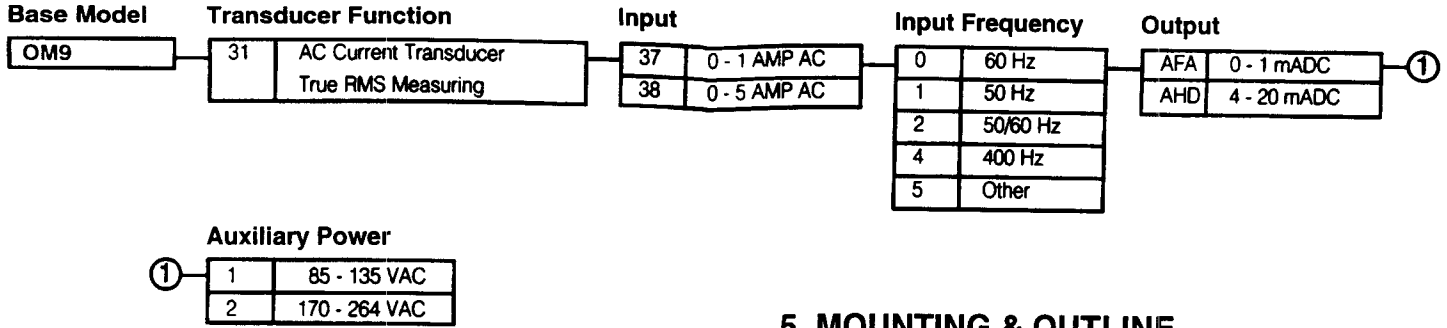 Base Model
OM9
Transducer Function
31 AC Current Transducer
True RMS Measuring
Input
37 0 - 1 AMP AC
38 0 - 5 AMP AC
Input Frequency
0 60 Hz
1 50 Hz
2 50/60 Hz
4 400 Hz
5 Other
Output
AFA 0 - 1 mADC
AHD 4 - 20 mADC
①
Auxiliary Power
①
1 85 - 135 VAC
2 170 - 264 VAC
5. MOUNTING & OUTLINE